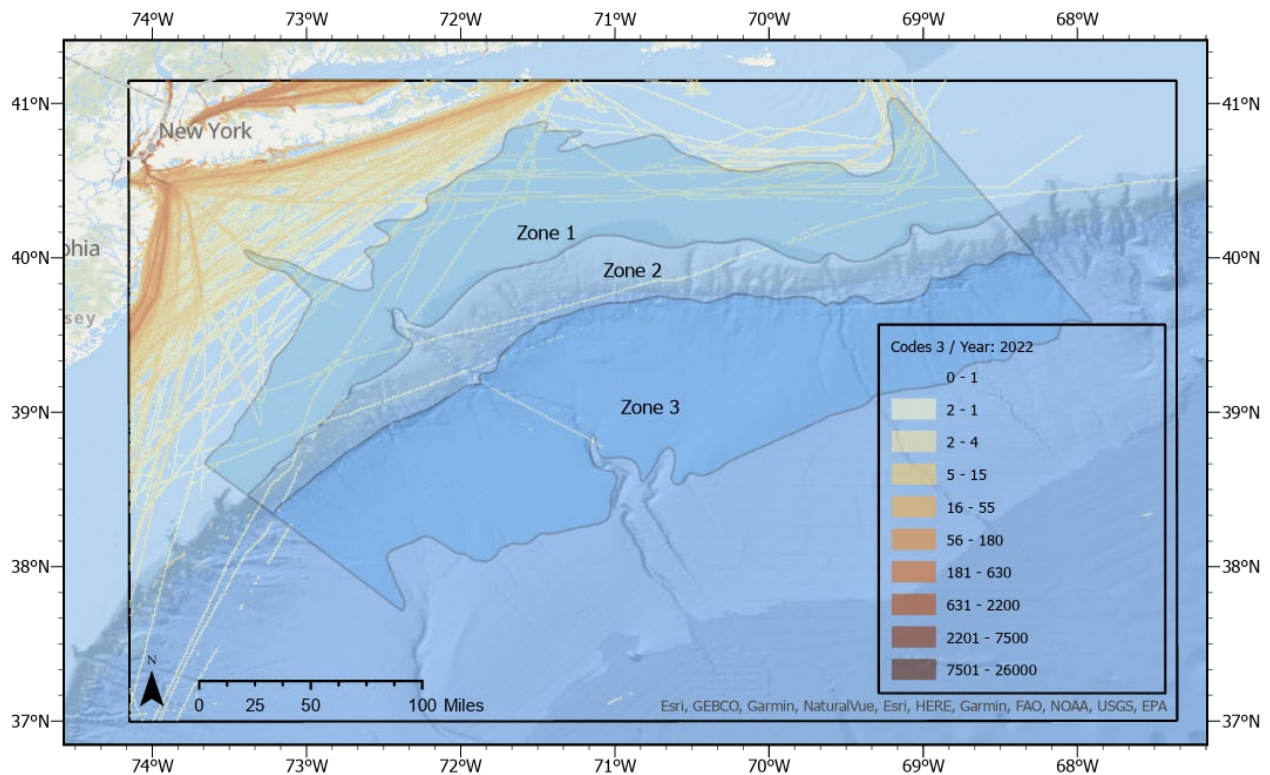 74°W 73°W 72°W 71°W 70°W 69°W 68°W
41°N 41°N
New York
40°N 40°N
phia
Zone 1
Zone 2
sey
Codes 3 / Year: 2022
0 - 1
39°N 39°N
Zone 3
2 - 1
2 - 4
5 - 15
16 - 55
38°N 38°N
56 - 180
181 - 630
631 - 2200
2201 - 7500
7501 - 26000
N
0 25 50 100 Miles
Esri, GEBCO, Garmin, NaturalVue, Esri, HERE, Garmin, FAO, NOAA, USGS, EPA
37°N 37°N
74°W 73°W 72°W 71°W 70°W 69°W 68°W